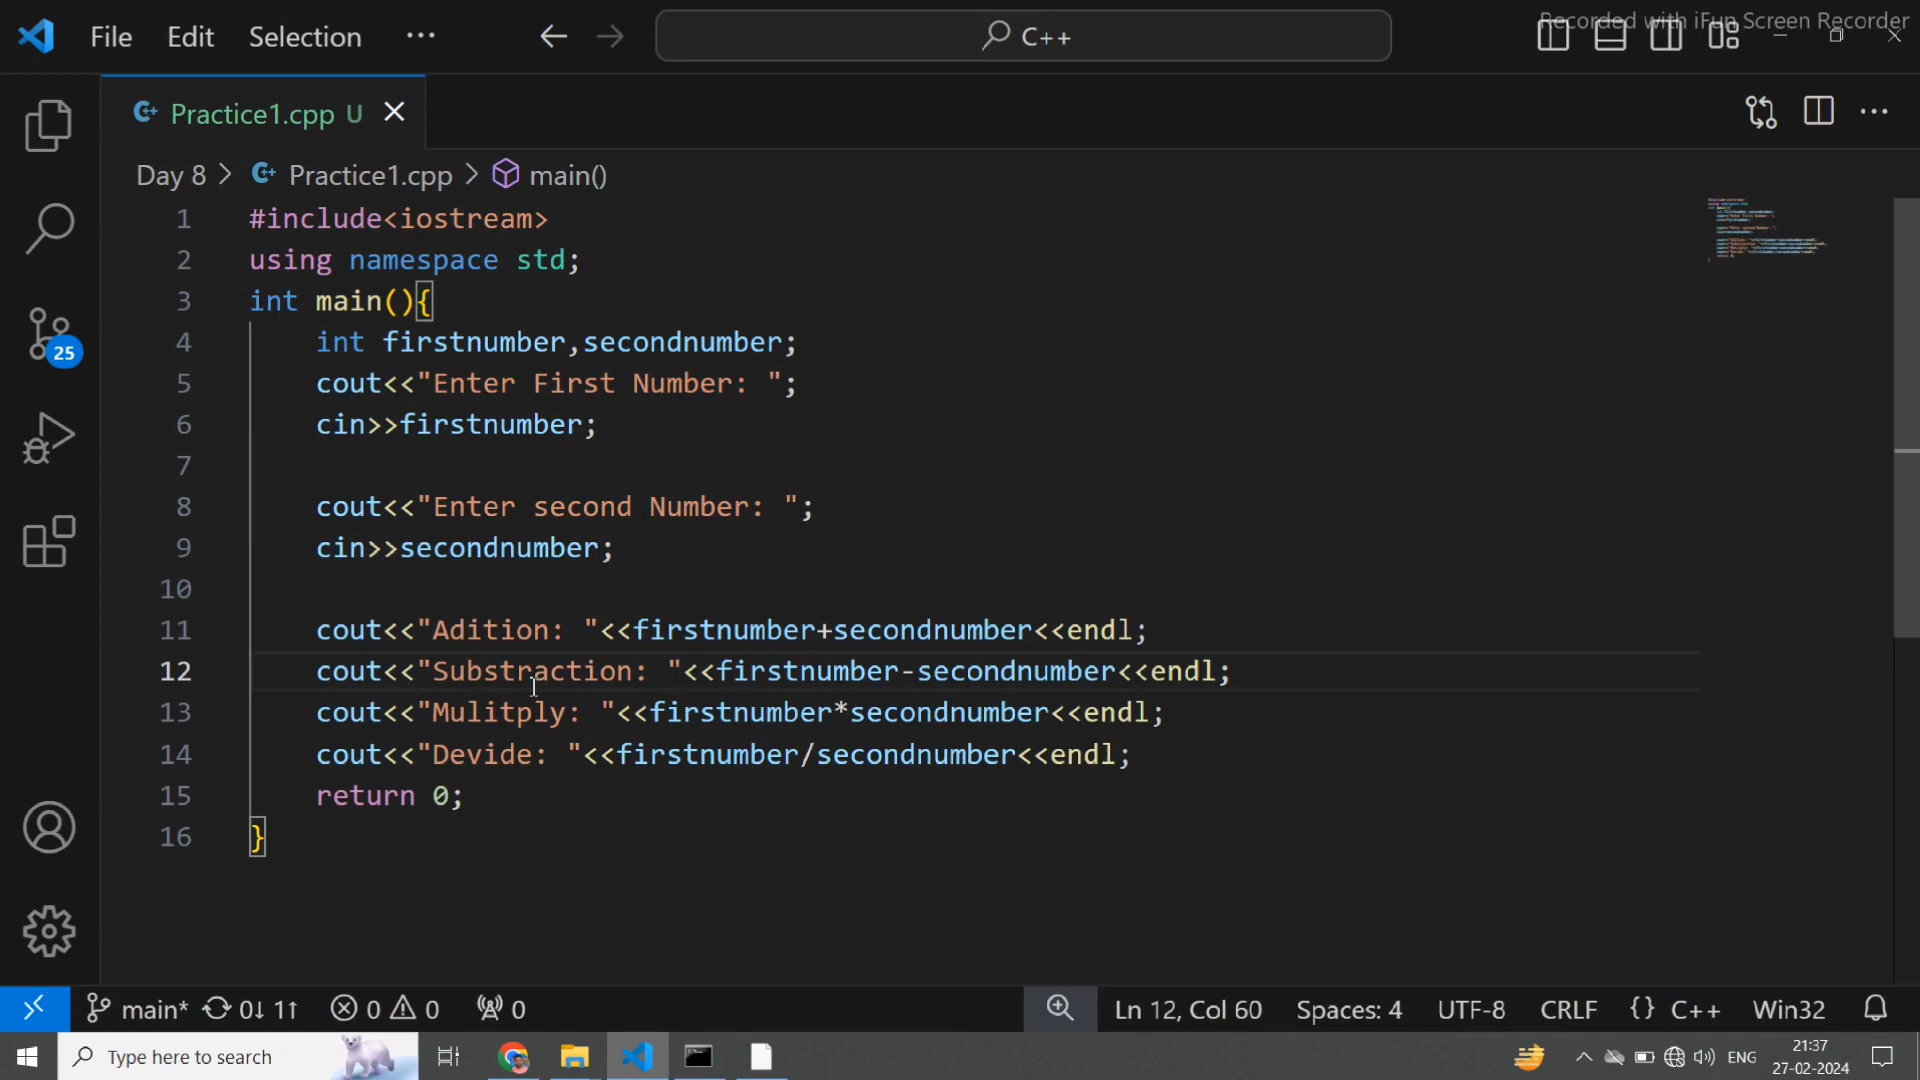 Recorded with iFun Screen Recorder
File Edit Selection ··· C++
Practice1.cpp U
Day 8 > Practice1.cpp > main()
1 #include<iostream>
2 using namespace std;
3 int main(){
4 int firstnumber,secondnumber;
5 cout<<"Enter First Number: ";
6 cin>>firstnumber;
7
8 cout<<"Enter second Number: ";
9 cin>>secondnumber;
10
11 cout<<"Adition: "<<firstnumber+secondnumber<<endl;
12 cout<<"Substraction: "<<firstnumber-secondnumber<<endl;
13 cout<<"Mulitply: "<<firstnumber*secondnumber<<endl;
14 cout<<"Devide: "<<firstnumber/secondnumber<<endl;
15 return 0;
16 }
25
main* 0↓ 1↑ 0 0 0 Ln 12, Col 60 Spaces: 4 UTF-8 CRLF {} C++ Win32
Type here to search ENG 21:37
27-02-2024